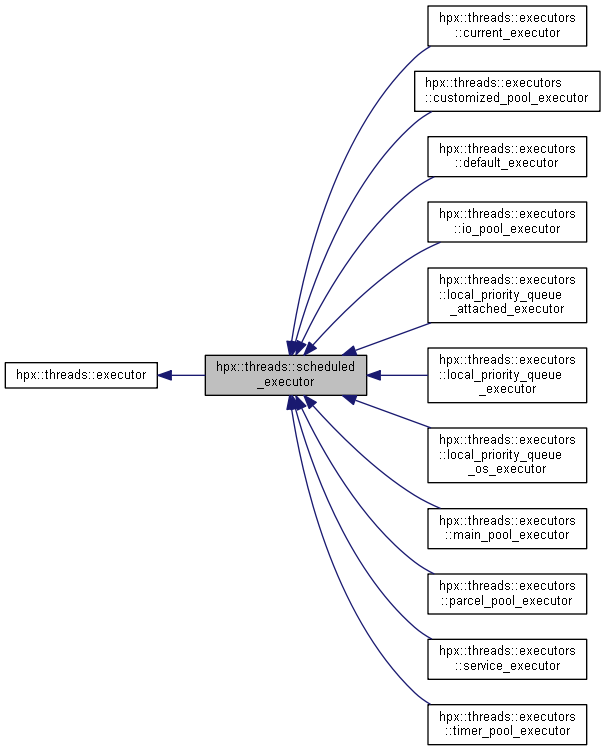 hpx::threads::executors
::current_executor
hpx::threads::executors
::customized_pool_executor
hpx::threads::executors
::default_executor
hpx::threads::executors
::io_pool_executor
hpx::threads::executors
::local_priority_queue
_attached_executor
hpx::threads::executor
hpx::threads::scheduled
_executor
hpx::threads::executors
::local_priority_queue
_executor
hpx::threads::executors
::local_priority_queue
_os_executor
hpx::threads::executors
::main_pool_executor
hpx::threads::executors
::parcel_pool_executor
hpx::threads::executors
::service_executor
hpx::threads::executors
::timer_pool_executor